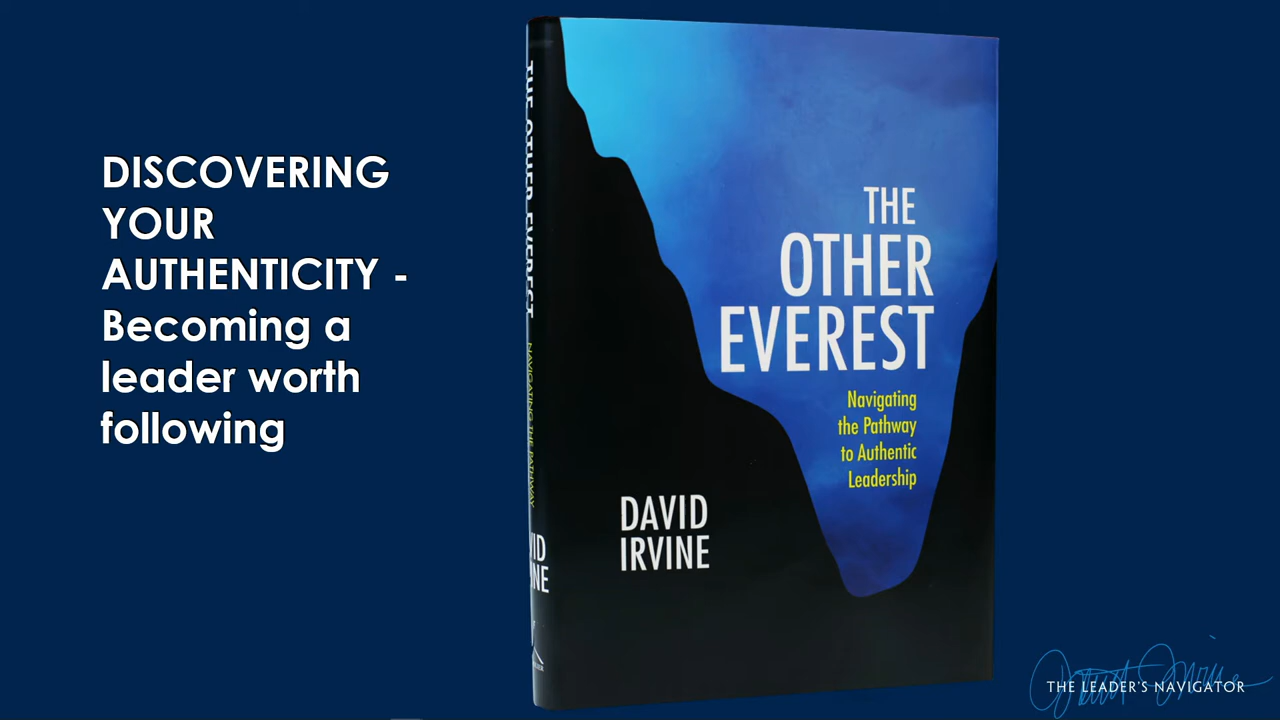 DISCOVERING
YOUR
AUTHENTICITY -
Becoming a
leader worth
following
THE OTHER EVEREST
NAVIGATING THE PATHWAY
THE
OTHER
EVEREST
Navigating
the Pathway
to Authentic
Leadership
DAVID
IRVINE
THE LEADER'S NAVIGATOR